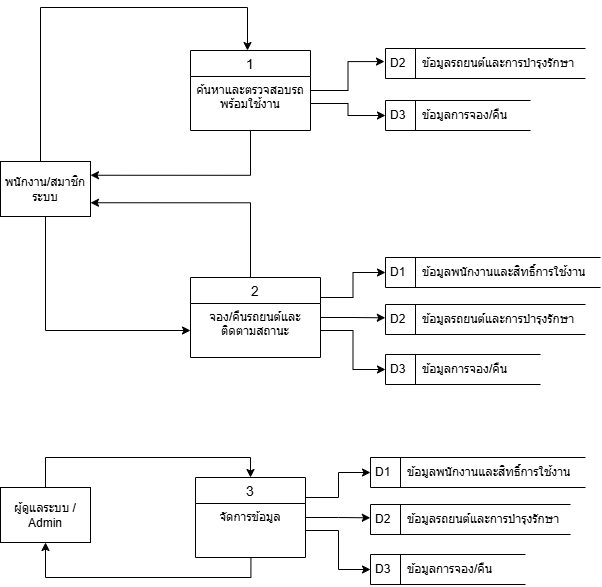 1
ค้นหาและตรวจสอบรถ
พร้อมใช้งาน
D2 ข้อมูลรถยนต์และการบำรุงรักษา
D3 ข้อมูลการจอง/คืน
พนักงาน/สมาชิก
ระบบ
2
จอง/คืนรถยนต์และ
ติดตามสถานะ
D1 ข้อมูลพนักงานและสิทธิ์การใช้งาน
D2 ข้อมูลรถยนต์และการบำรุงรักษา
D3 ข้อมูลการจอง/คืน
ผู้ดูแลระบบ /
Admin
3
จัดการข้อมูล
D1 ข้อมูลพนักงานและสิทธิ์การใช้งาน
D2 ข้อมูลรถยนต์และการบำรุงรักษา
D3 ข้อมูลการจอง/คืน